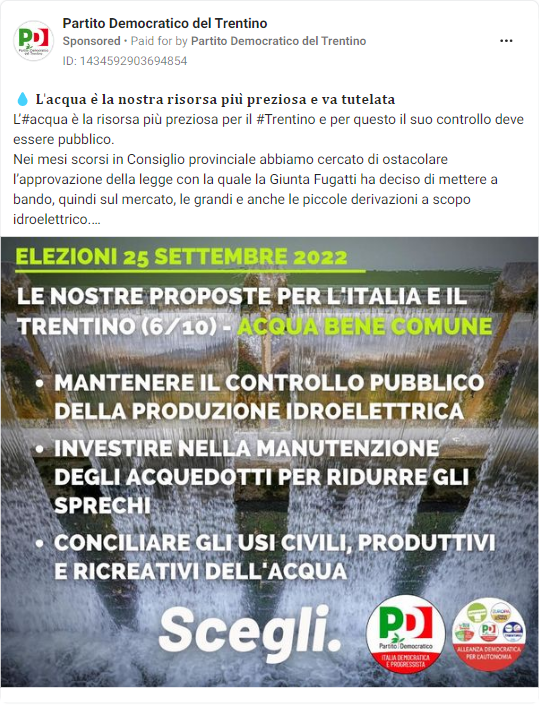 Partito Democratico del Trentino
Sponsored • Paid for by Partito Democratico del Trentino
ID: 1434592903694854
L'acqua è la nostra risorsa più preziosa e va tutelata
L'#acqua è la risorsa più preziosa per il #Trentino e per questo il suo controllo deve
essere pubblico.
Nei mesi scorsi in Consiglio provinciale abbiamo cercato di ostacolare
l'approvazione della legge con la quale la Giunta Fugatti ha deciso di mettere a
bando, quindi sul mercato, le grandi e anche le piccole derivazioni a scopo
idroelettrico....
ELEZIONI 25 SETTEMBRE 2022
LE NOSTRE PROPOSTE PER L'ITALIA E IL
TRENTINO (6/10) - ACQUA BENE COMUNE
• MANTENERE IL CONTROLLO PUBBLICO
DELLA PRODUZIONE IDROELETTRICA
• INVESTIRE NELLA MANUTENZIONE
DEGLI ACQUEDOTTI PER RIDURRE GLI
SPRECHI
• CONCILIARE GLI USI CIVILI, PRODUTTIVI
E RICREATIVI DELL'ACQUA
Scegli.
PD
Partito Democratico
ITALIA DEMOCRATICA
E PROGRESSISTA
ALLEANZA DEMOCRATICA
PER L'AUTONOMIA